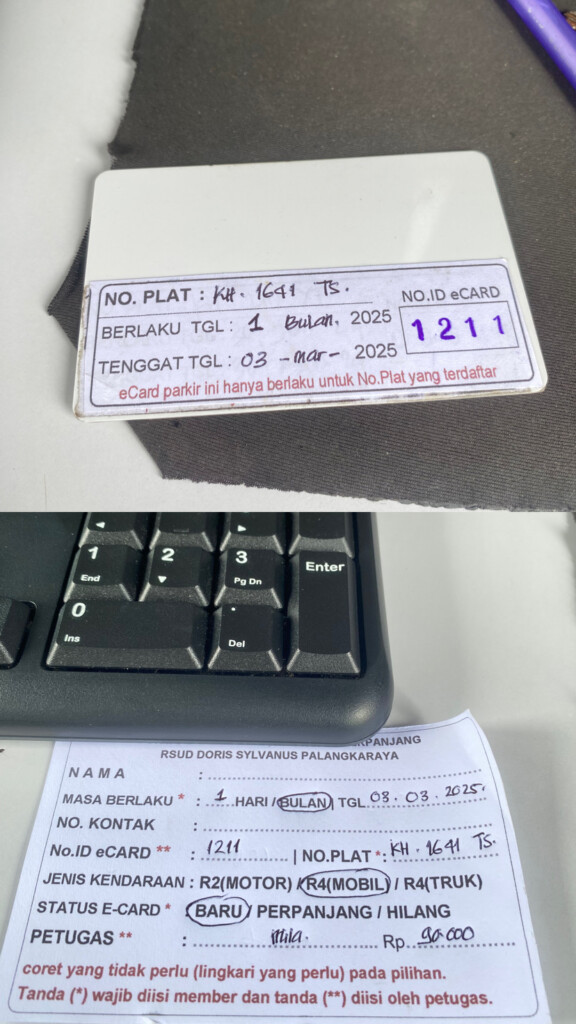 NO. PLAT : KH. 1641 TS.
NO.ID eCARD
BERLAKU TGL : 1 Bulan, 2025
1211
TENGGAT TGL : 03 - mar - 2025
eCard parkir ini hanya berlaku untuk No.Plat yang terdaftar
1 End
2
3 Pg Dn
Enter
0 Ins
. Del
RPANJANG
RSUD DORIS SYLVANUS PALANGKARAYA
NAMA :
MASA BERLAKU * : 1 HARI / BULAN, TGL 03.03.2025.
NO. KONTAK :
No.ID eCARD ** : 1211 | NO.PLAT * : KH. 1641 TS.
JENIS KENDARAAN : R2(MOTOR) / R4(MOBIL) / R4(TRUK)
STATUS E-CARD * (BARU / PERPANJANG / HILANG
PETUGAS ** : mila. Rp. 90.000
coret yang tidak perlu (lingkari yang perlu) pada pilihan.
Tanda (*) wajib diisi member dan tanda (**) diisi oleh petugas.